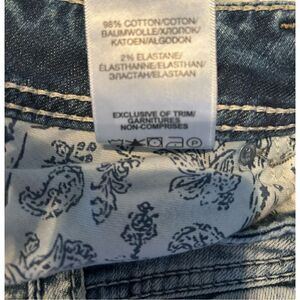 98% COTTON/COTON/
BAUMWOLLE/ХЛОПОК/
KATOEN/ALGODON
2% ELASTANE/
ÉLASTHANNE/ELASTHAN/
ЭЛАСТАН/ELASTAAN
EXCLUSIVE OF TRIM/
GARNITURES
NON-COMPRISES